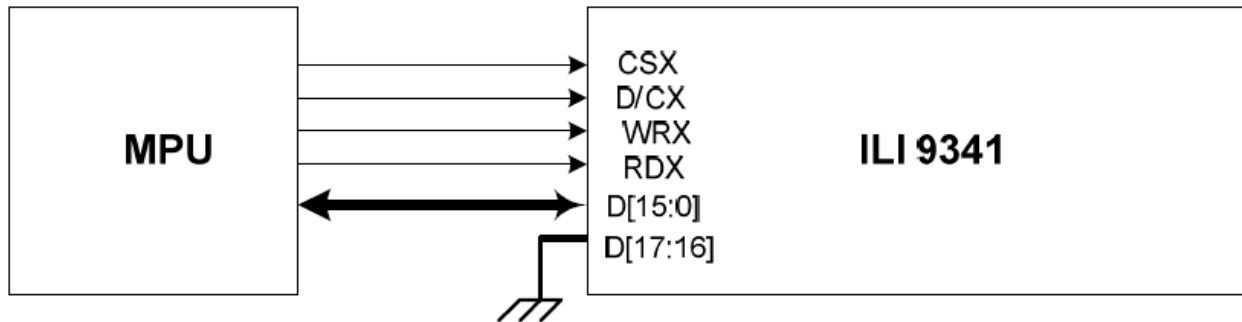 MPU
CSX
D/CX
WRX
RDX
D[15:0]
D[17:16]
ILI 9341